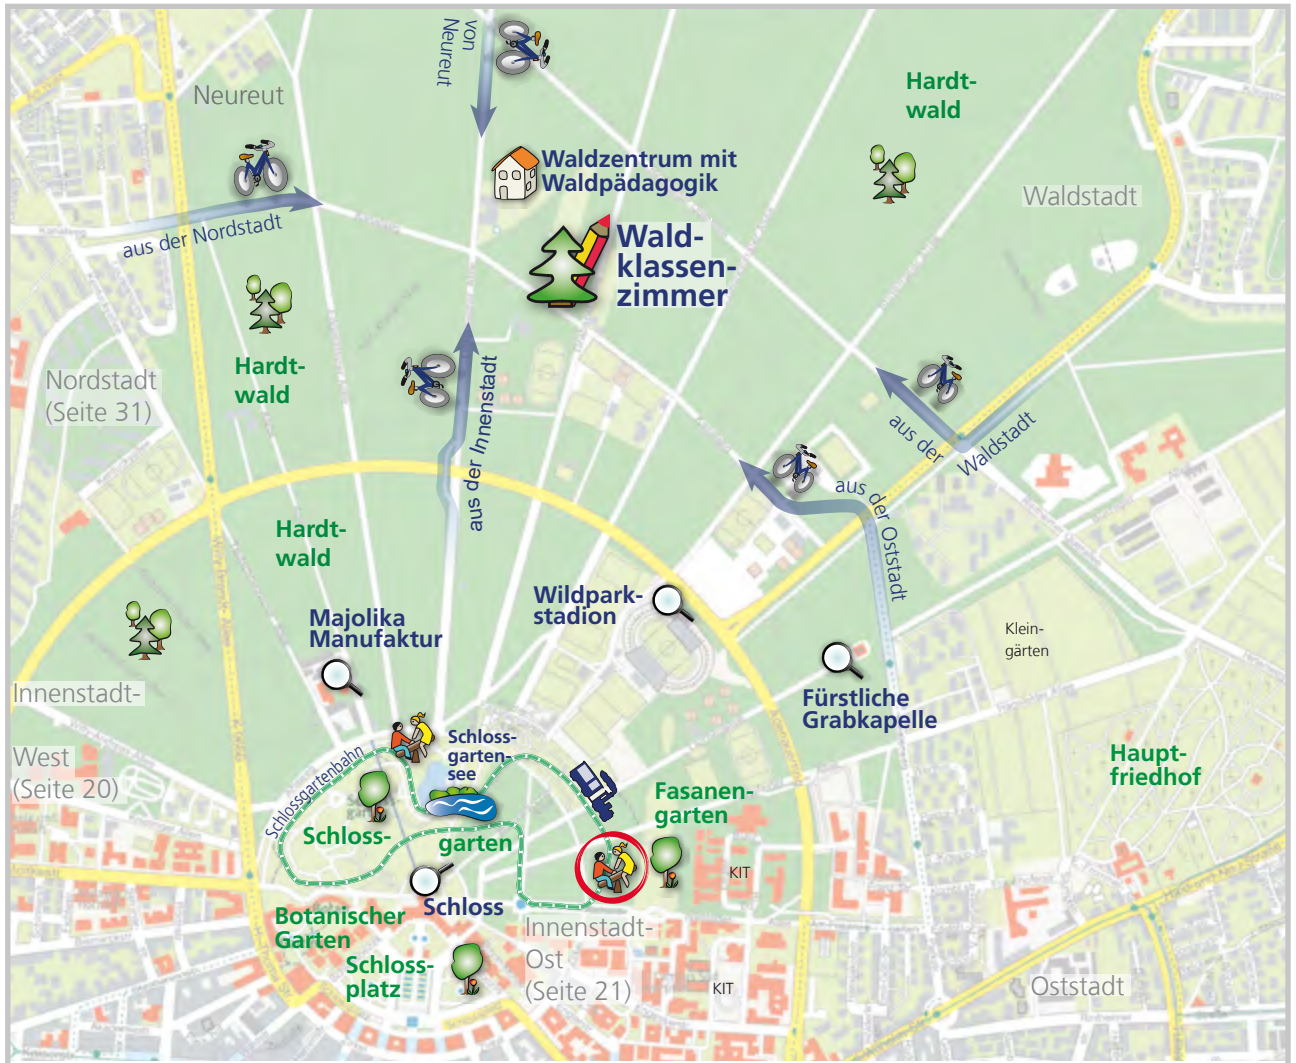 von
Neureut
Neureut
Hardt-
wald
Waldzentrum mit
Waldpädagogik
Waldstadt
aus der Nordstadt
Wald-
klassen-
zimmer
Hardt-
wald
Nordstadt
(Seite 31)
aus der Innenstadt
aus der
Waldstadt
aus der Oststadt
Hardt-
wald
Wildpark-
stadion
Majolika
Manufaktur
Klein-
gärten
Innenstadt-
West
(Seite 20)
Fürstliche
Grabkapelle
Schloss-
garten-
see
Haupt-
friedhof
Schlossgartenbahn
Fasanen-
garten
Schloss-
garten
KIT
Schloss
Botanischer
Garten
Innenstadt-
Ost
(Seite 21)
Schloss-
platz
KIT
Oststadt